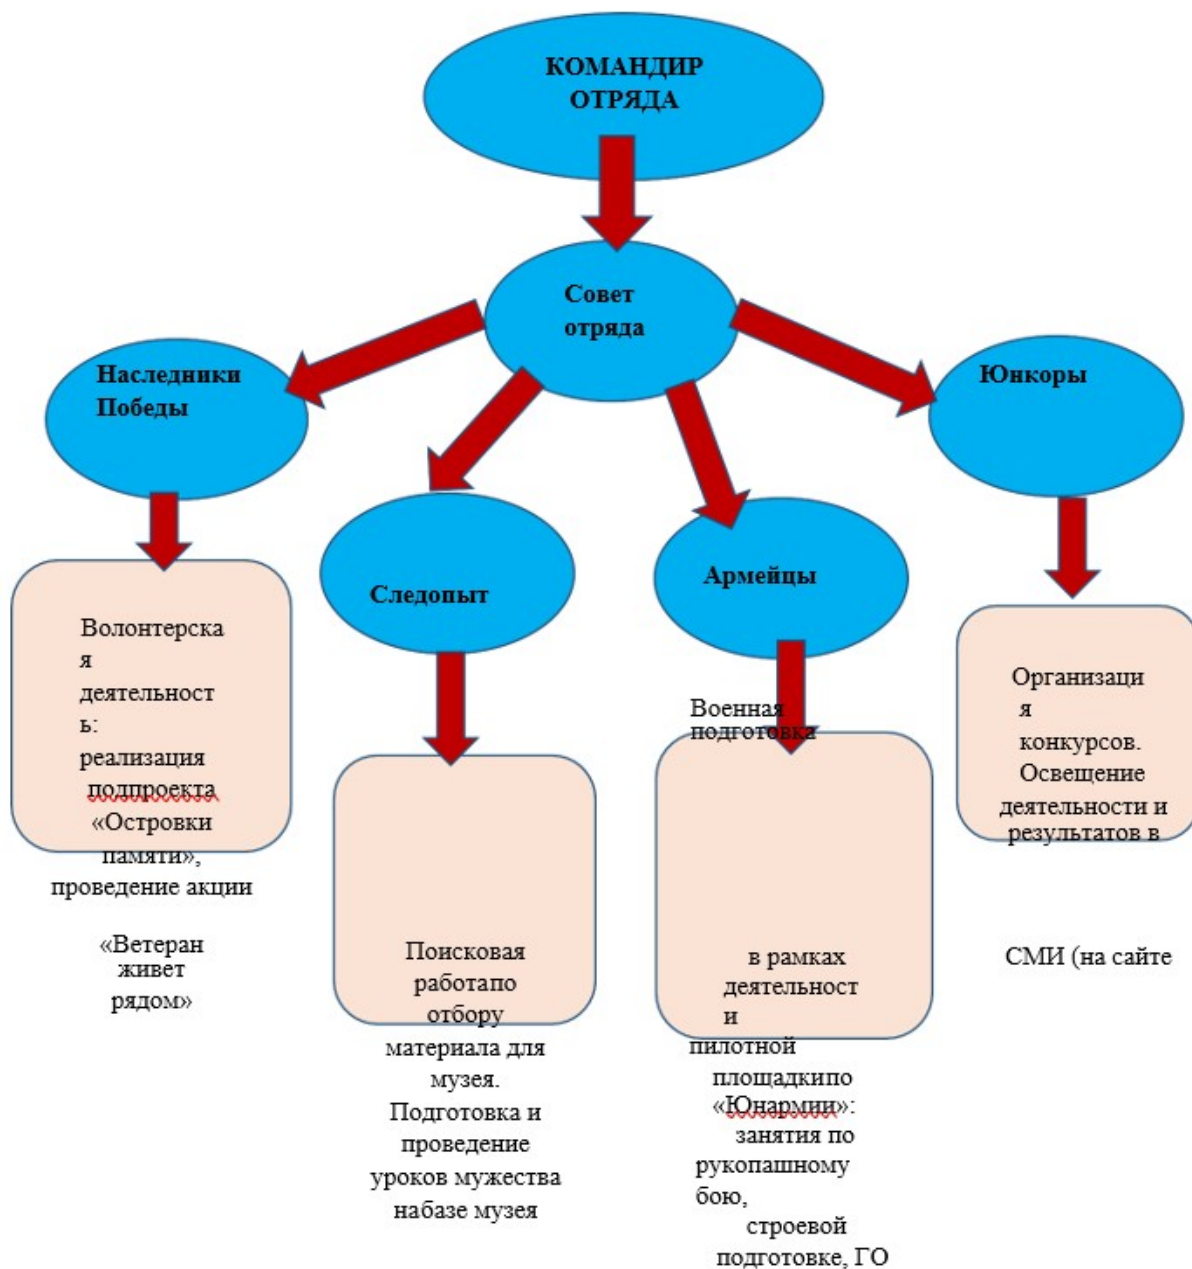 КОМАНДИР
ОТРЯДА
Совет
отряда
Наследники
Победы
Юнкоры
Следопыт
Армейцы
Волонтерска
я
деятельност
ь:
реализация
подпроекта
«Островки
памяти»,
проведение акции
«Ветеран
живет
рядом»
Поисковая
работапо
отбору
материала для
музея.
Подготовка и
проведение
уроков мужества
набазе музея
Военная
подготовка
в рамках
деятельност
и
пилотной
площадкипо
«Юнармии»:
занятия по
рукопашному
бою,
строевой
подготовке, ГО
Организаци
я
конкурсов.
Освещение
деятельности и
результатов в
СМИ (на сайте